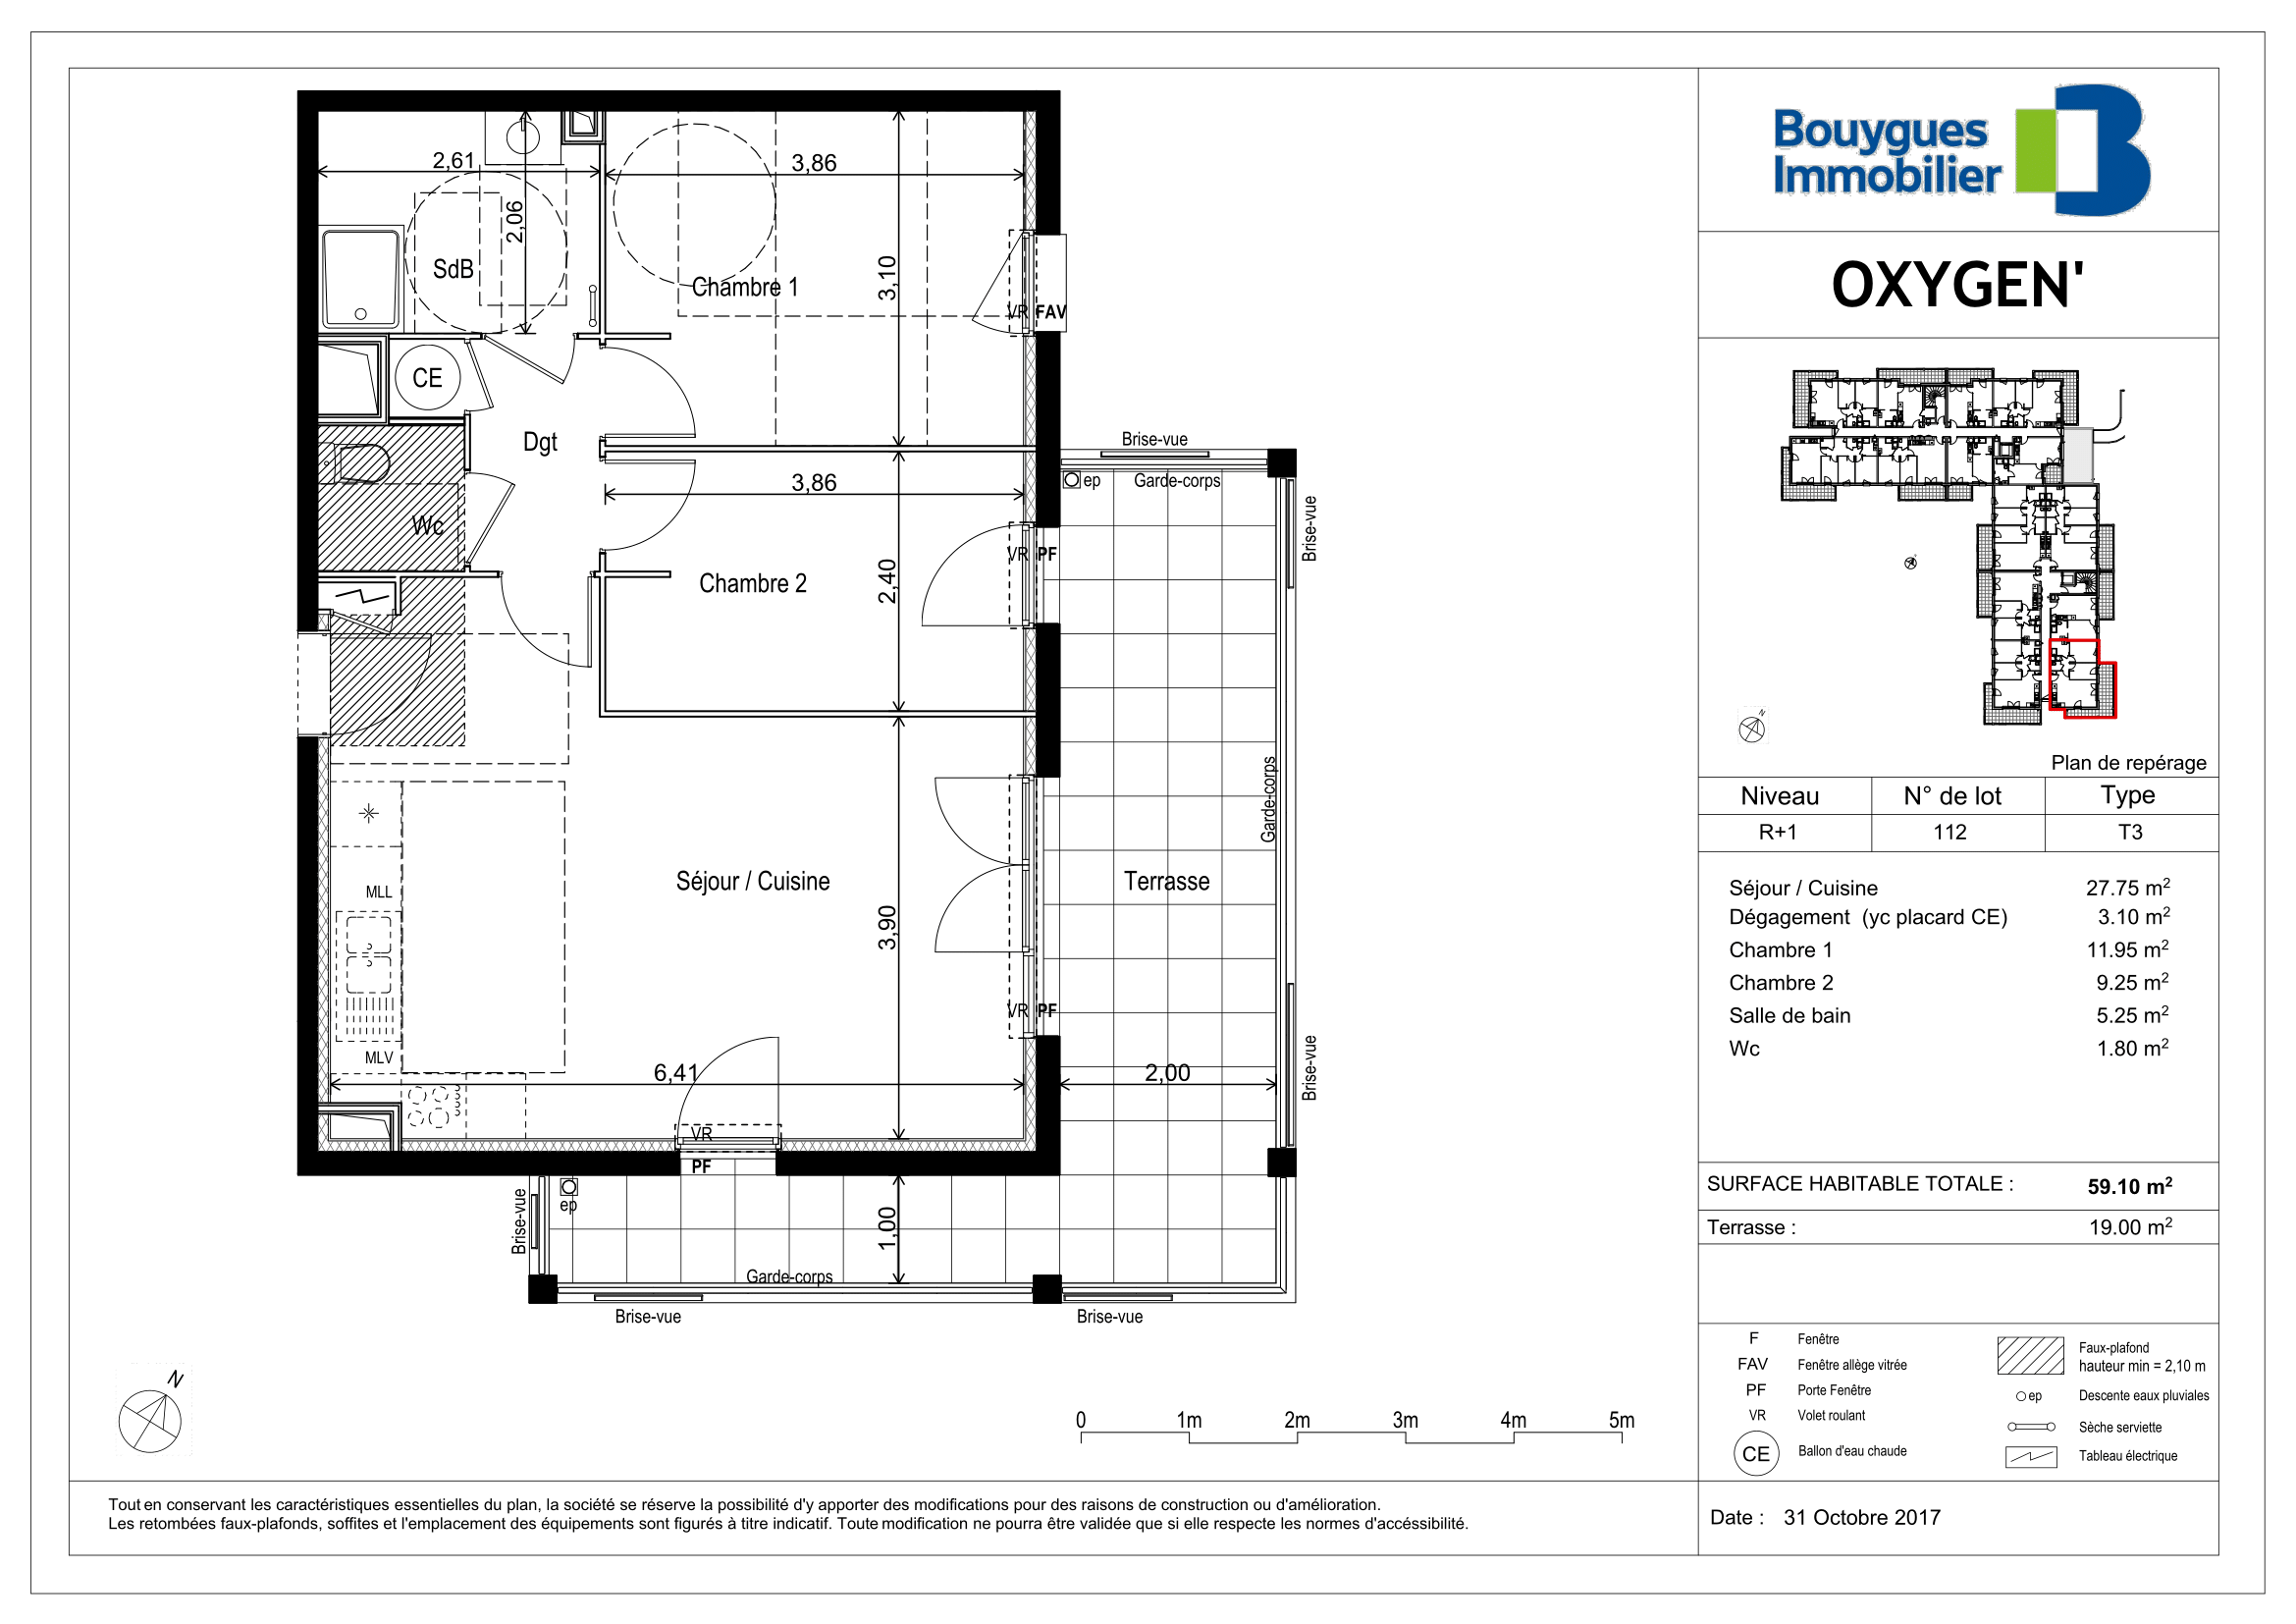 2,61
3,86
2,06
SdB
3,10
Chambre 1
VR FAV
CE
Dgt
Brise-vue
ep
Garde-corps
3,86
Brise-vue
Wc
VR PF
2,40
Chambre 2
Garde-corps
MLL
Séjour / Cuisine
Terrasse
3,90
VR PF
MLV
6,41
2,00
Brise-vue
VR
PF
Brise-vue
ep
1,00
Garde-corps
Brise-vue
Brise-vue
N
0 1m 2m 3m 4m 5m
Tout en conservant les caractéristiques essentielles du plan, la société se réserve la possibilité d'y apporter des modifications pour des raisons de construction ou d'amélioration.
Les retombées faux-plafonds, soffites et l'emplacement des équipements sont figurés à titre indicatif. Toute modification ne pourra être validée que si elle respecte les normes d'accéssibilité.
Bouygues
Immobilier
OXYGEN'
N
Plan de repérage
Niveau N° de lot Type
R+1 112 T3
Séjour / Cuisine 27.75 m²
Dégagement (yc placard CE) 3.10 m²
Chambre 1 11.95 m²
Chambre 2 9.25 m²
Salle de bain 5.25 m²
Wc 1.80 m²
SURFACE HABITABLE TOTALE : 59.10 m²
Terrasse : 19.00 m²
F Fenêtre
FAV Fenêtre allège vitrée
PF Porte Fenêtre
VR Volet roulant
CE Ballon d'eau chaude
Faux-plafond
hauteur min = 2,10 m
ep Descente eaux pluviales
Sèche serviette
Tableau électrique
Date : 31 Octobre 2017